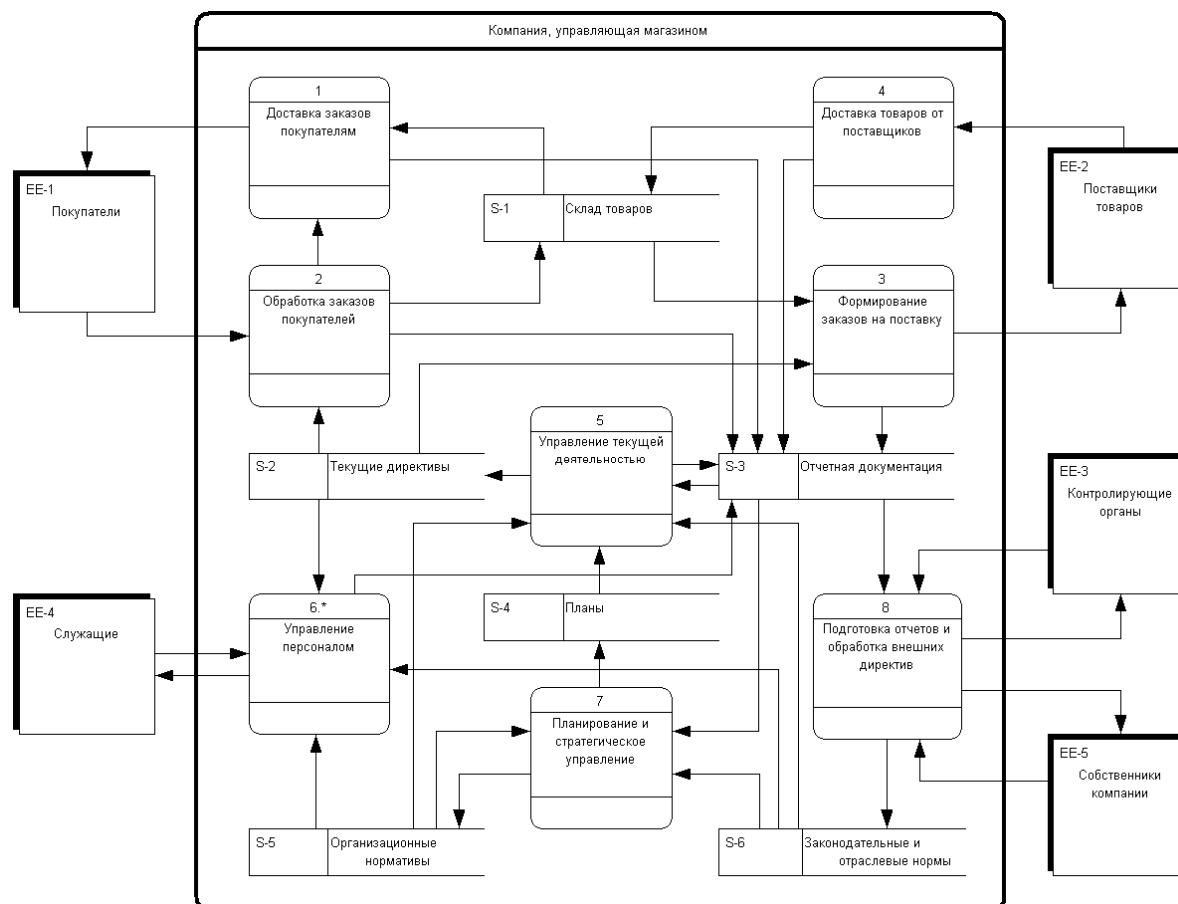 Компания, управляющая магазином
1
Доставка заказов
покупателям
4
Доставка товаров от
поставщиков
EE-1
Покупатели
S-1
Склад товаров
EE-2
Поставщики
товаров
2
Обработка заказов
покупателей
3
Формирование
заказов на поставку
5
Управление текущей
деятельностью
S-2
Текущие директивы
S-3
Отчетная документация
EE-3
Контролирующие
органы
EE-4
Служащие
6.*
Управление
персоналом
S-4
Планы
8
Подготовка отчетов и
обработка внешних
директив
7
Планирование и
стратегическое
управление
EE-5
Собственники
компании
S-5
Организационные
нормативы
S-6
Законодательные и
отраслевые нормы